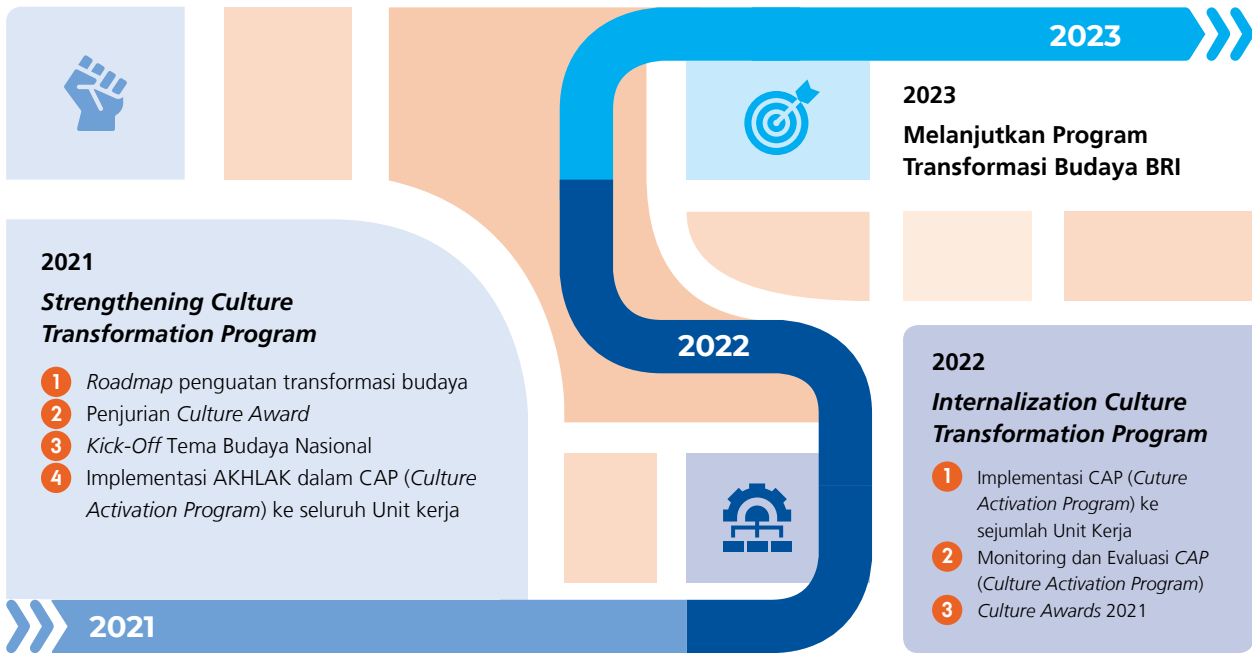 2023
2023
Melanjutkan Program
Transformasi Budaya BRI
2021
Strengthening Culture
Transformation Program
1 Roadmap penguatan transformasi budaya
2 Penjurian Culture Award
3 Kick-Off Tema Budaya Nasional
4 Implementasi AKHLAK dalam CAP (Culture
Activation Program) ke seluruh Unit kerja
2022
2022
Internalization Culture
Transformation Program
1 Implementasi CAP (Cuture
Activation Program) ke
sejumlah Unit Kerja
2 Monitoring dan Evaluasi CAP
(Culture Activation Program)
3 Culture Awards 2021
2021